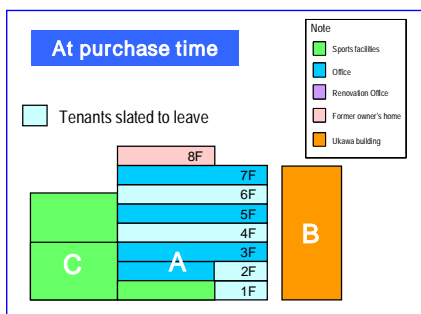 At purchase time
Note
Sports facilities
Office
Renovation Office
Former owner's home
Ukawa building
Tenants slated to leave
8F
7F
6F
5F
4F
3F
2F
1F
C
A
B